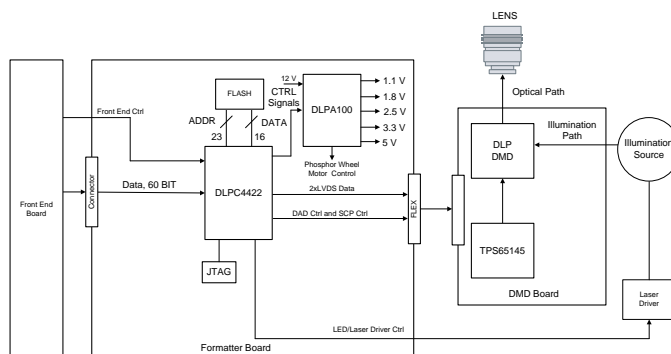 LENS
Optical Path
Front End Board
Connector
Front End Ctrl
Data, 60 BIT
FLASH
ADDR
23
DATA
16
12 V
CTRL
Signals
DLPA100
1.1 V
1.8 V
2.5 V
3.3 V
5 V
Phosphor Wheel
Motor Control
DLPC4422
2xLVDS Data
DAD Ctrl and SCP Ctrl
FLEX
JTAG
LED/Laser Driver Ctrl
Formatter Board
DLP
DMD
TPS65145
DMD Board
Illumination
Path
Illumination
Source
Laser
Driver